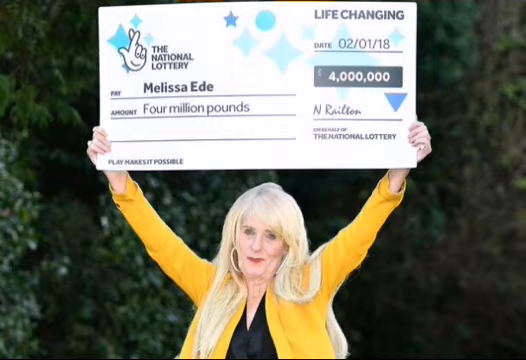 LIFE CHANGING
THE
NATIONAL
LOTTERY
DATE 02/01/18
£ 4,000,000
PAY Melissa Ede
AMOUNT Four million pounds
N Railton
ON BEHALF OF
THE NATIONAL LOTTERY
PLAY MAKES IT POSSIBLE